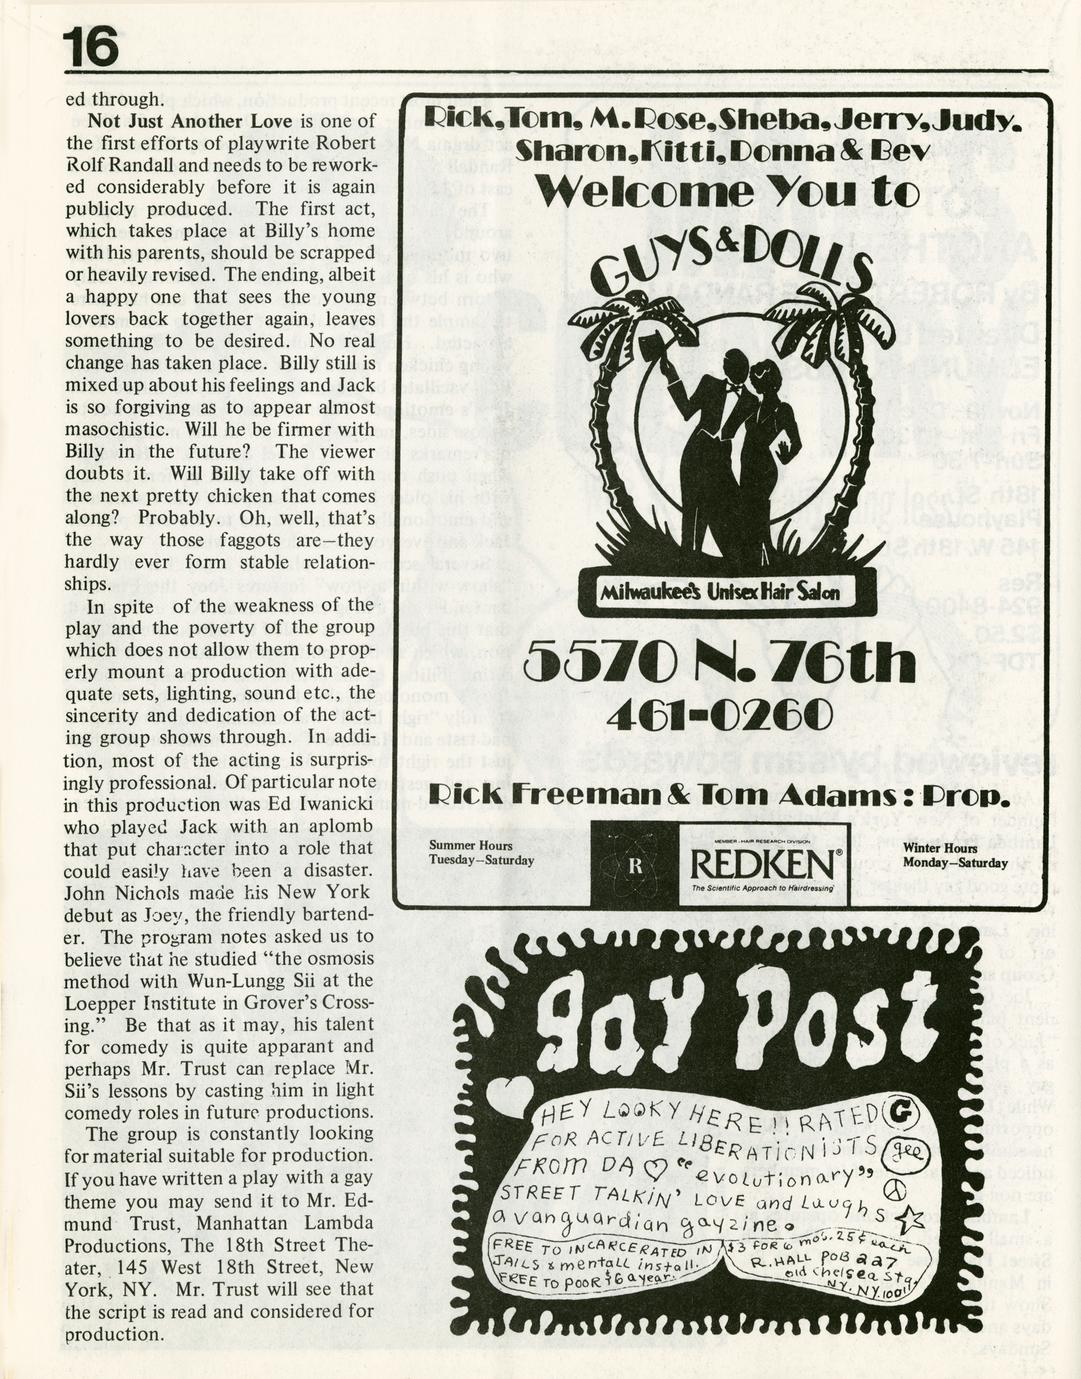 16
ed through.
Not Just Another Love is one of
the first efforts of playwrite Robert
Rolf Randall and needs to be rework-
ed considerably before it is again
publicly produced. The first act,
which takes place at Billy's home
with his parents, should be scrapped
or heavily revised. The ending, albeit
a happy one that sees the young
lovers back together again, leaves
something to be desired. No real
change has taken place. Billy still is
mixed up about his feelings and Jack
is so forgiving as to appear almost
masochistic. Will he be firmer with
Billy in the future? The viewer
doubts it. Will Billy take off with
the next pretty chicken that comes
along? Probably. Oh, well, that's
the way those faggots are—they
hardly ever form stable relation-
ships.
In spite of the weakness of the
play and the poverty of the group
which does not allow them to prop-
erly mount a production with ade-
quate sets, lighting, sound etc., the
sincerity and dedication of the act-
ing group shows through. In addi-
tion, most of the acting is surpris-
ingly professional. Of particular note
in this production was Ed Iwanicki
who played Jack with an aplomb
that put character into a role that
could easily have been a disaster.
John Nichols made his New York
debut as Joey, the friendly bartend-
er. The program notes asked us to
believe that he studied "the osmosis
method with Wun-Lungg Sii at the
Loepper Institute in Grover's Cross-
ing." Be that as it may, his talent
for comedy is quite apparant and
perhaps Mr. Trust can replace Mr.
Sii's lessons by casting him in light
comedy roles in future productions.
The group is constantly looking
for material suitable for production.
If you have written a play with a gay
theme you may send it to Mr. Ed-
mund Trust, Manhattan Lambda
Productions, The 18th Street The-
ater, 145 West 18th Street, New
York, NY. Mr. Trust will see that
the script is read and considered for
production.
Rick, Tom, M. Rose, Sheba, Jerry, Judy.
Sharon, Kitti, Donna & Bev
Welcome You to
GUYS & DOLLS
Milwaukee's Unisex Hair Salon
5570 N. 76th
461-0260
Rick Freeman & Tom Adams: Prop.
Summer Hours
Tuesday—Saturday
R
MEMBER - HAIR RESEARCH DIVISION
REDKEN®
The Scientific Approach to Hairdressing
Winter Hours
Monday—Saturday
gay Post
HEY LOOKY HERE!! RATED G
FOR ACTIVE LIBERATIONISTS gee
FROM DA ♡ "evolutionary"
STREET TALKIN' LOVE and Laughs
a vanguardian gayzine.
FREE TO INCARCERATED IN
JAILS & mentall install.
FREE TO POOR $6 a year.
$3 FOR 6 mos. 25¢ each
R. HALL POB 227
old Chelsea Sta.
NY. NY. 10011